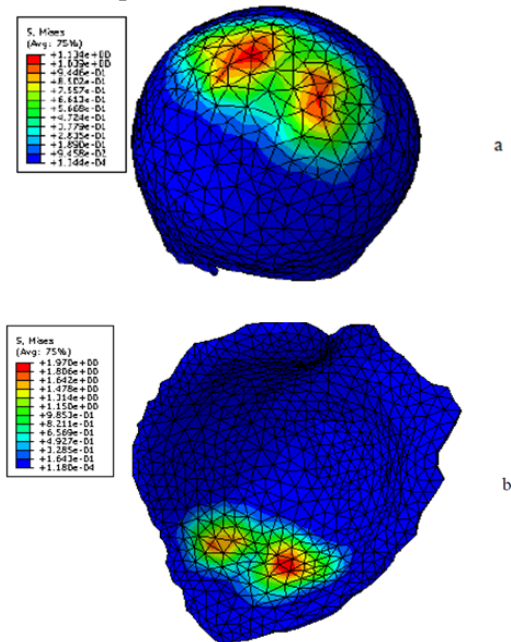 S, Mises
(Avg: 75%)
+1.134e+00
+1.039e+00
+9.446e-01
+8.502e-01
+7.557e-01
+6.613e-01
+5.668e-01
+4.724e-01
+3.779e-01
+2.835e-01
+1.890e-01
+9.458e-02
+1.144e-04
a
S, Mises
(Avg: 75%)
+1.970e+00
+1.806e+00
+1.642e+00
+1.478e+00
+1.314e+00
+1.150e+00
+9.853e-01
+8.211e-01
+6.569e-01
+4.927e-01
+3.285e-01
+1.643e-01
+1.180e-04
b